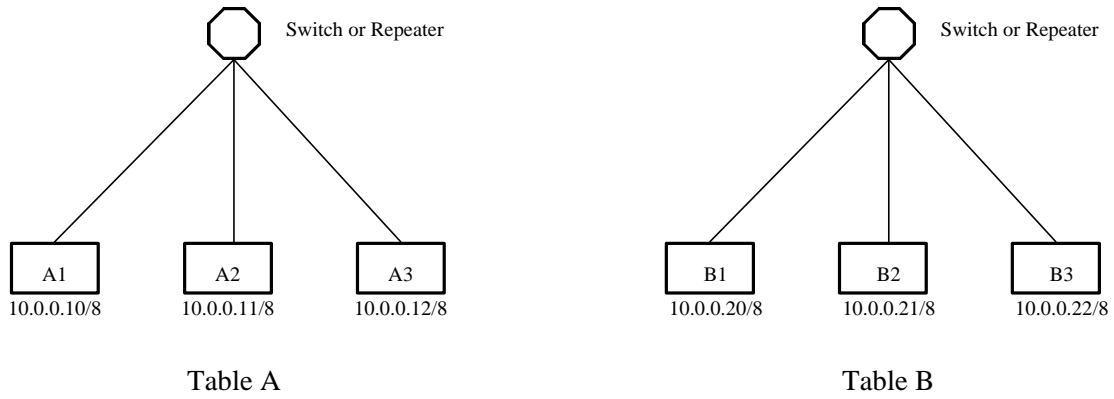 Switch or Repeater
Switch or Repeater
A1
A2
A3
B1
B2
B3
10.0.0.10/8
10.0.0.11/8
10.0.0.12/8
10.0.0.20/8
10.0.0.21/8
10.0.0.22/8
Table A
Table B